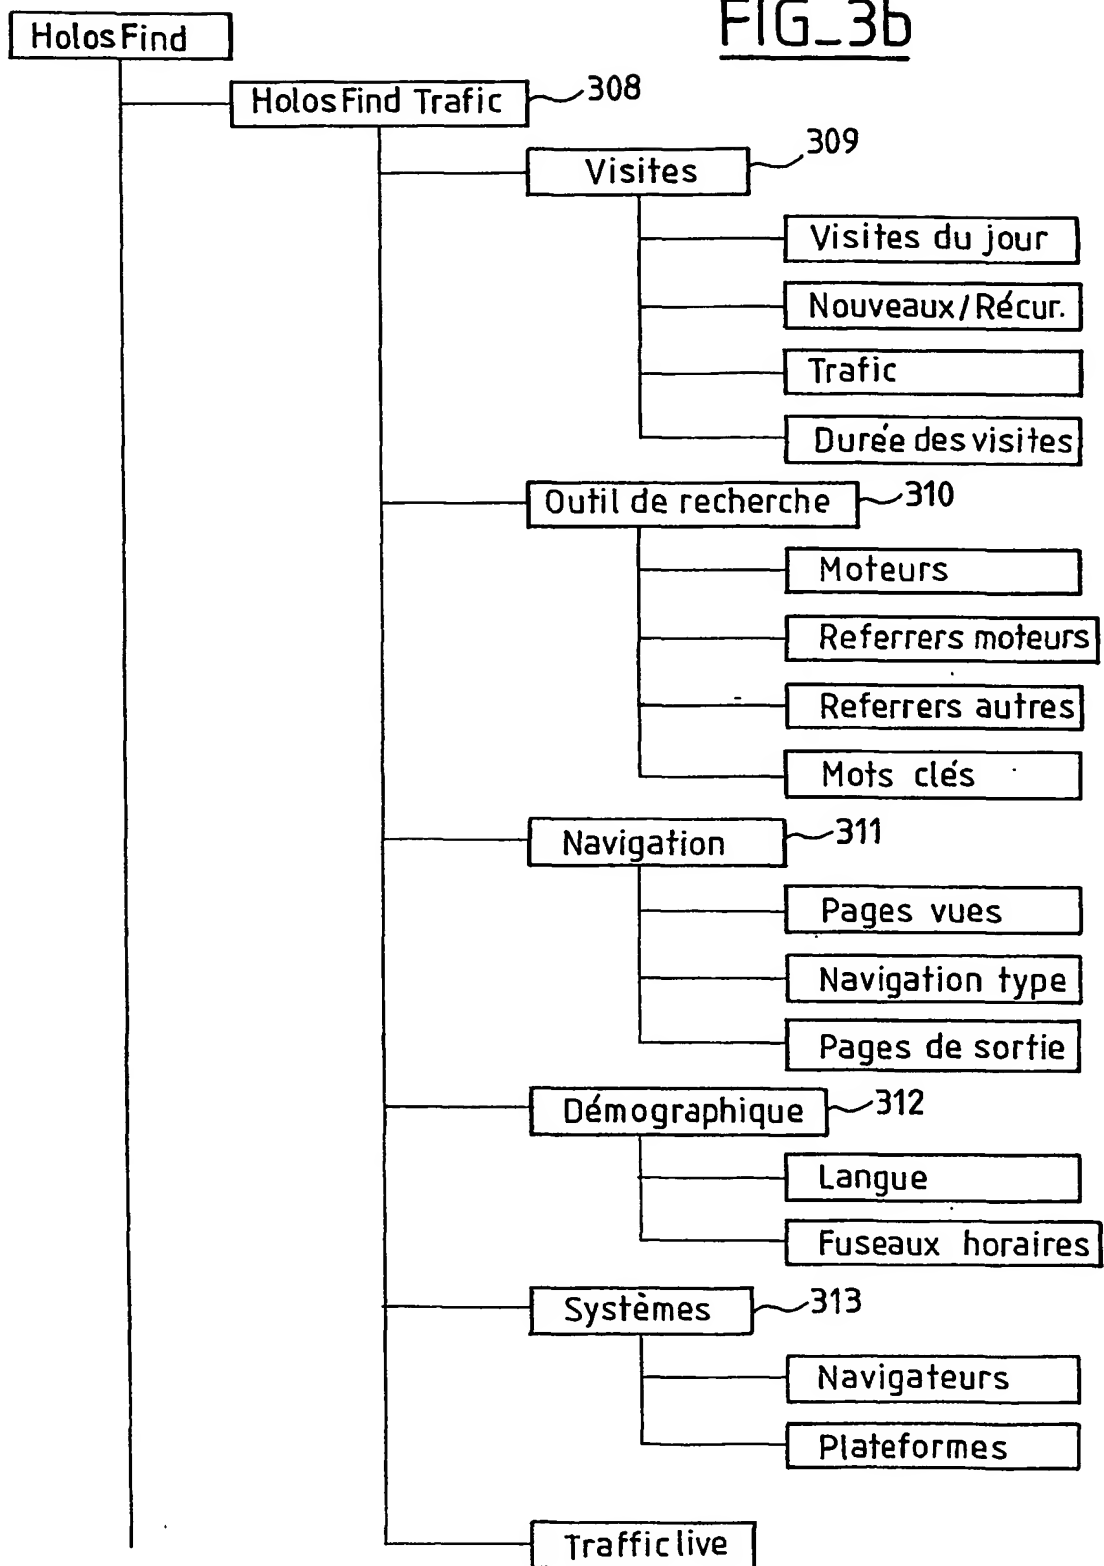 FIG_3b
HolosFind
HolosFind Trafic 308
Visites 309
Visites du jour
Nouveaux/Récur.
Trafic
Durée des visites
Outil de recherche 310
Moteurs
Referrers moteurs
Referrers autres
Mots clés
Navigation 311
Pages vues
Navigation type
Pages de sortie
Démographique 312
Langue
Fuseaux horaires
Systèmes 313
Navigateurs
Plateformes
Traffic live